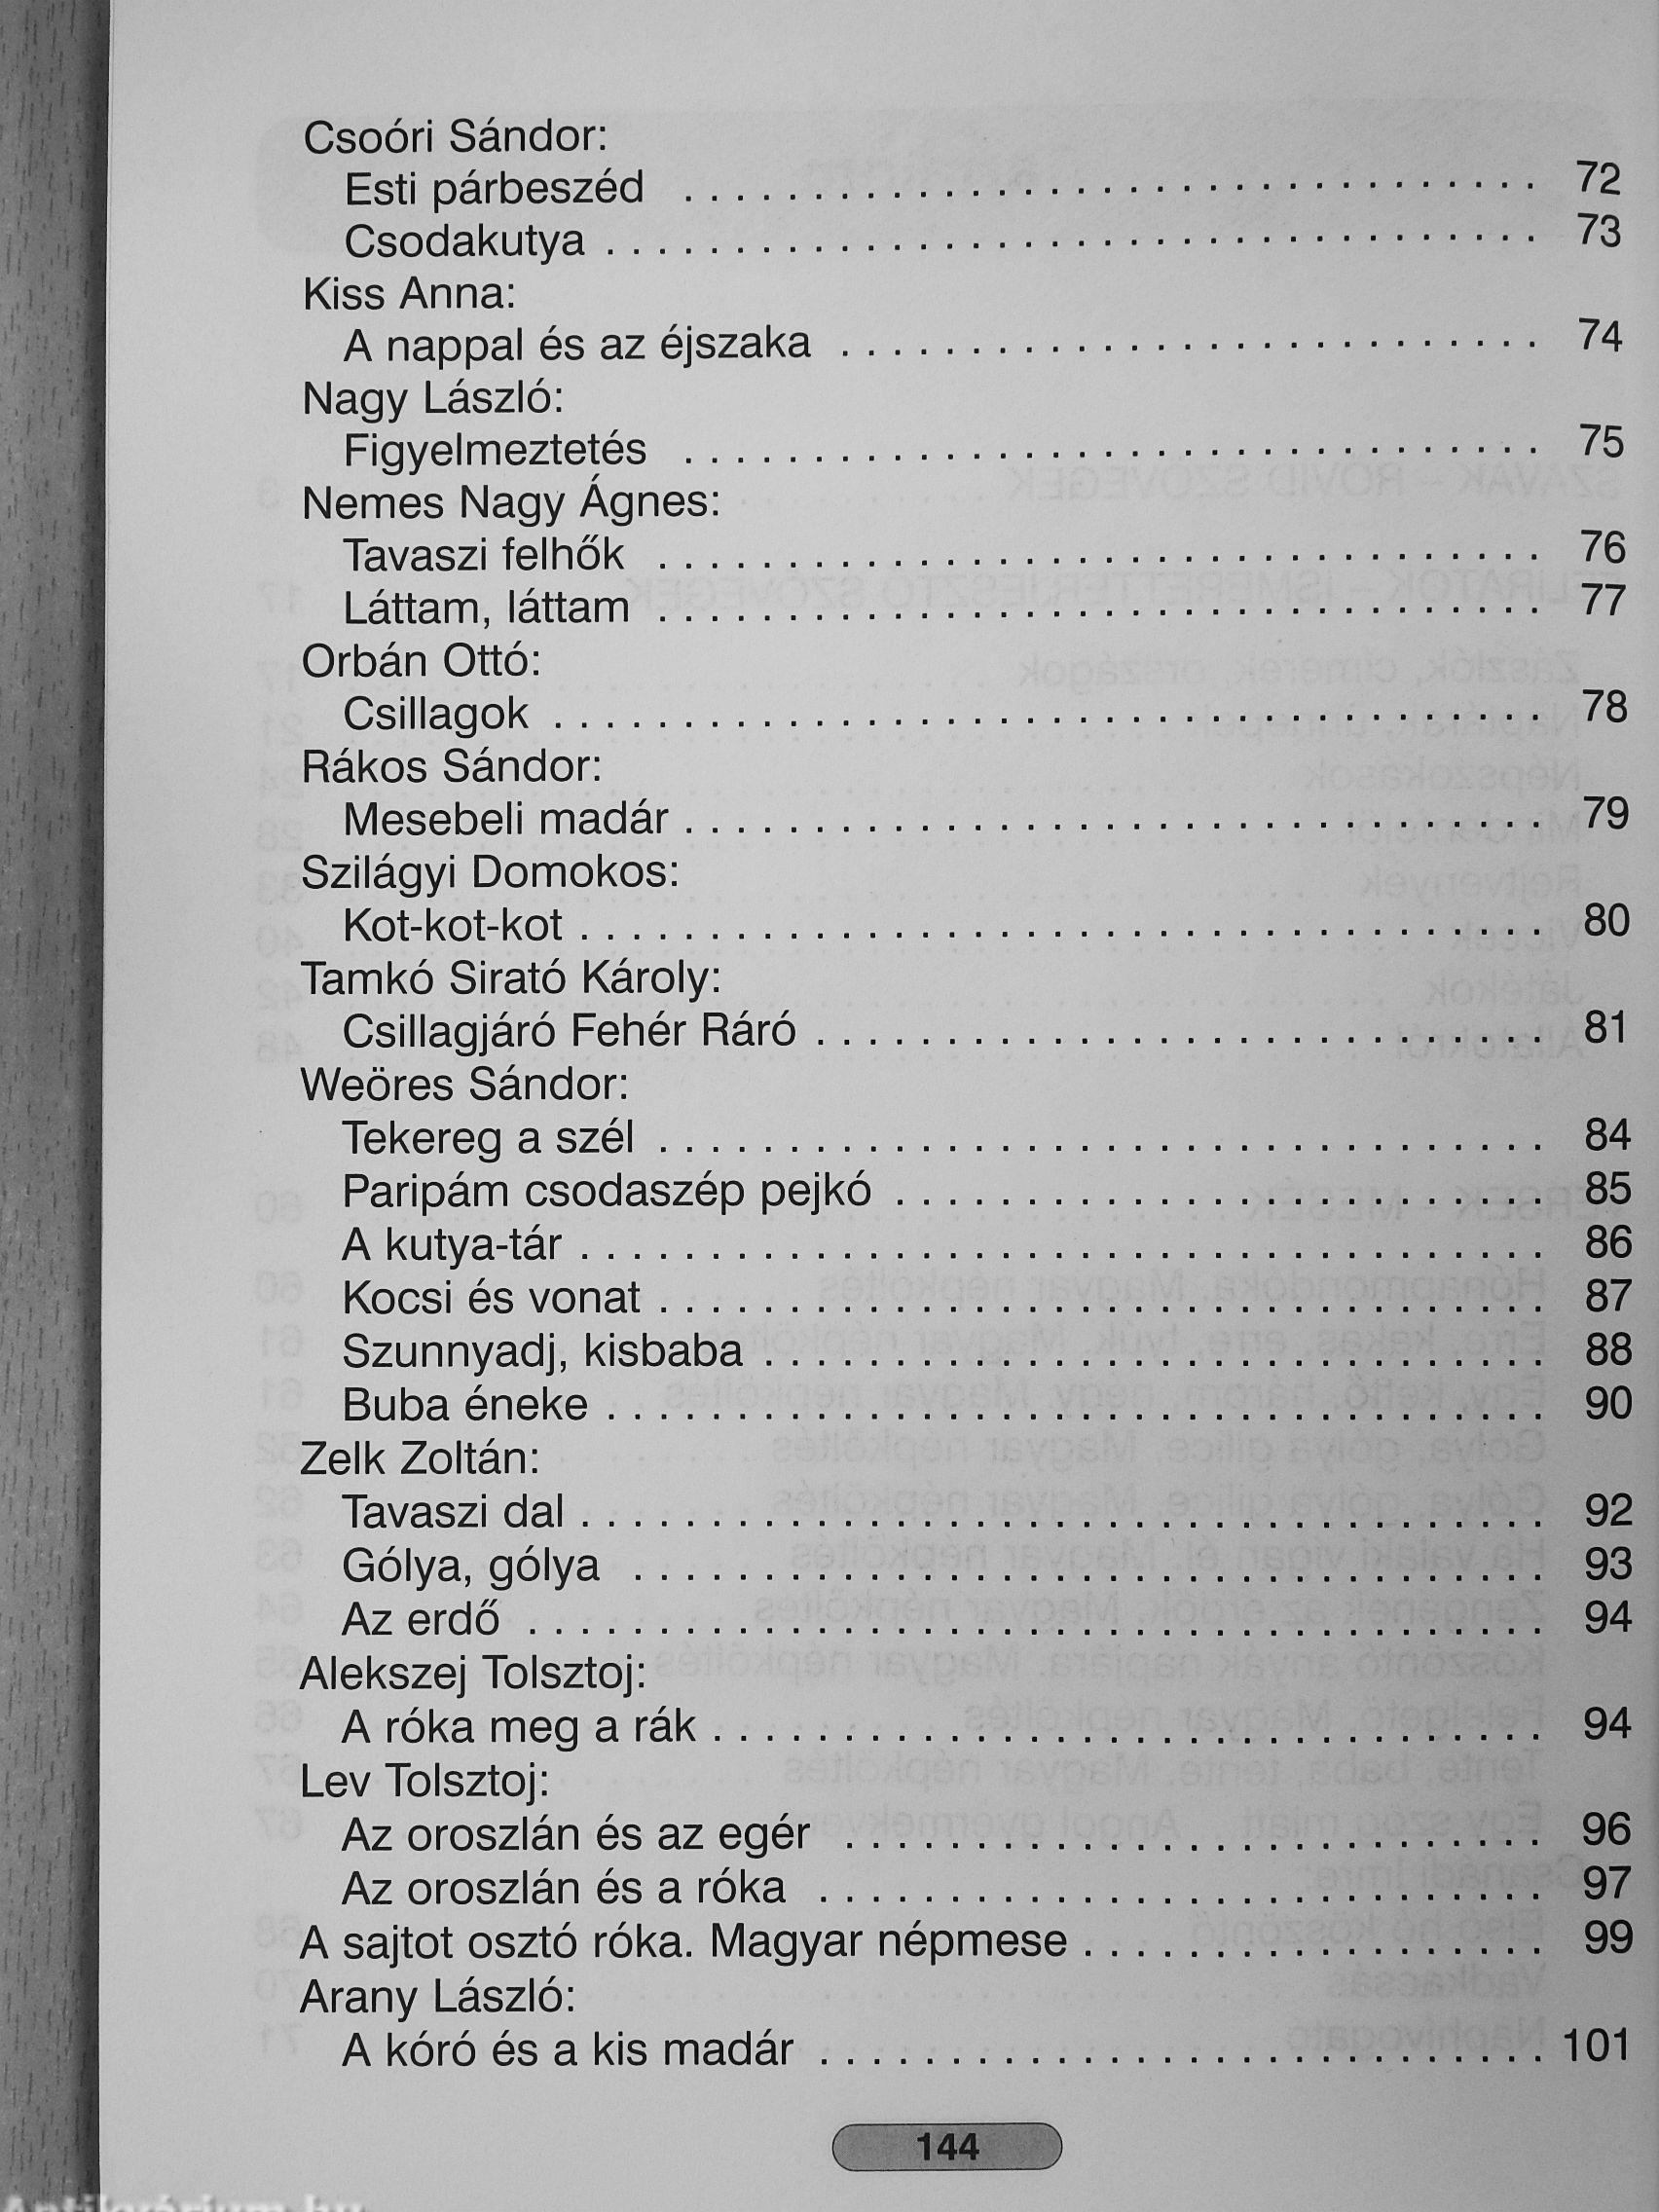 Csoóri Sándor:
Esti párbeszéd . . . . . . . . . . . . . . . . . . . . . . . . . . . . . . . . . 72
Csodakutya . . . . . . . . . . . . . . . . . . . . . . . . . . . . . . . . . . . . 73
Kiss Anna:
A nappal és az éjszaka . . . . . . . . . . . . . . . . . . . . . . . . . . . 74
Nagy László:
Figyelmeztetés . . . . . . . . . . . . . . . . . . . . . . . . . . . . . . . . . 75
Nemes Nagy Ágnes:
Tavaszi felhők . . . . . . . . . . . . . . . . . . . . . . . . . . . . . . . . . . 76
Láttam, láttam . . . . . . . . . . . . . . . . . . . . . . . . . . . . . . . . . . 77
Orbán Ottó:
Csillagok . . . . . . . . . . . . . . . . . . . . . . . . . . . . . . . . . . . . . . 78
Rákos Sándor:
Mesebeli madár . . . . . . . . . . . . . . . . . . . . . . . . . . . . . . . . . 79
Szilágyi Domokos:
Kot-kot-kot . . . . . . . . . . . . . . . . . . . . . . . . . . . . . . . . . . . . . 80
Tamkó Sirató Károly:
Csillagjáró Fehér Ráró . . . . . . . . . . . . . . . . . . . . . . . . . . . . 81
Weöres Sándor:
Tekereg a szél . . . . . . . . . . . . . . . . . . . . . . . . . . . . . . . . . . 84
Paripám csodaszép pejkó . . . . . . . . . . . . . . . . . . . . . . . . . 85
A kutya-tár . . . . . . . . . . . . . . . . . . . . . . . . . . . . . . . . . . . . . 86
Kocsi és vonat . . . . . . . . . . . . . . . . . . . . . . . . . . . . . . . . . . 87
Szunnyadj, kisbaba . . . . . . . . . . . . . . . . . . . . . . . . . . . . . . 88
Buba éneke . . . . . . . . . . . . . . . . . . . . . . . . . . . . . . . . . . . . 90
Zelk Zoltán:
Tavaszi dal . . . . . . . . . . . . . . . . . . . . . . . . . . . . . . . . . . . . . 92
Gólya, gólya . . . . . . . . . . . . . . . . . . . . . . . . . . . . . . . . . . . 93
Az erdő . . . . . . . . . . . . . . . . . . . . . . . . . . . . . . . . . . . . . . . 94
Alekszej Tolsztoj:
A róka meg a rák . . . . . . . . . . . . . . . . . . . . . . . . . . . . . . . . 94
Lev Tolsztoj:
Az oroszlán és az egér . . . . . . . . . . . . . . . . . . . . . . . . . . . 96
Az oroszlán és a róka . . . . . . . . . . . . . . . . . . . . . . . . . . . . 97
A sajtot osztó róka. Magyar népmese . . . . . . . . . . . . . . . . . . 99
Arany László:
A kóró és a kis madár . . . . . . . . . . . . . . . . . . . . . . . . . . . . 101
144